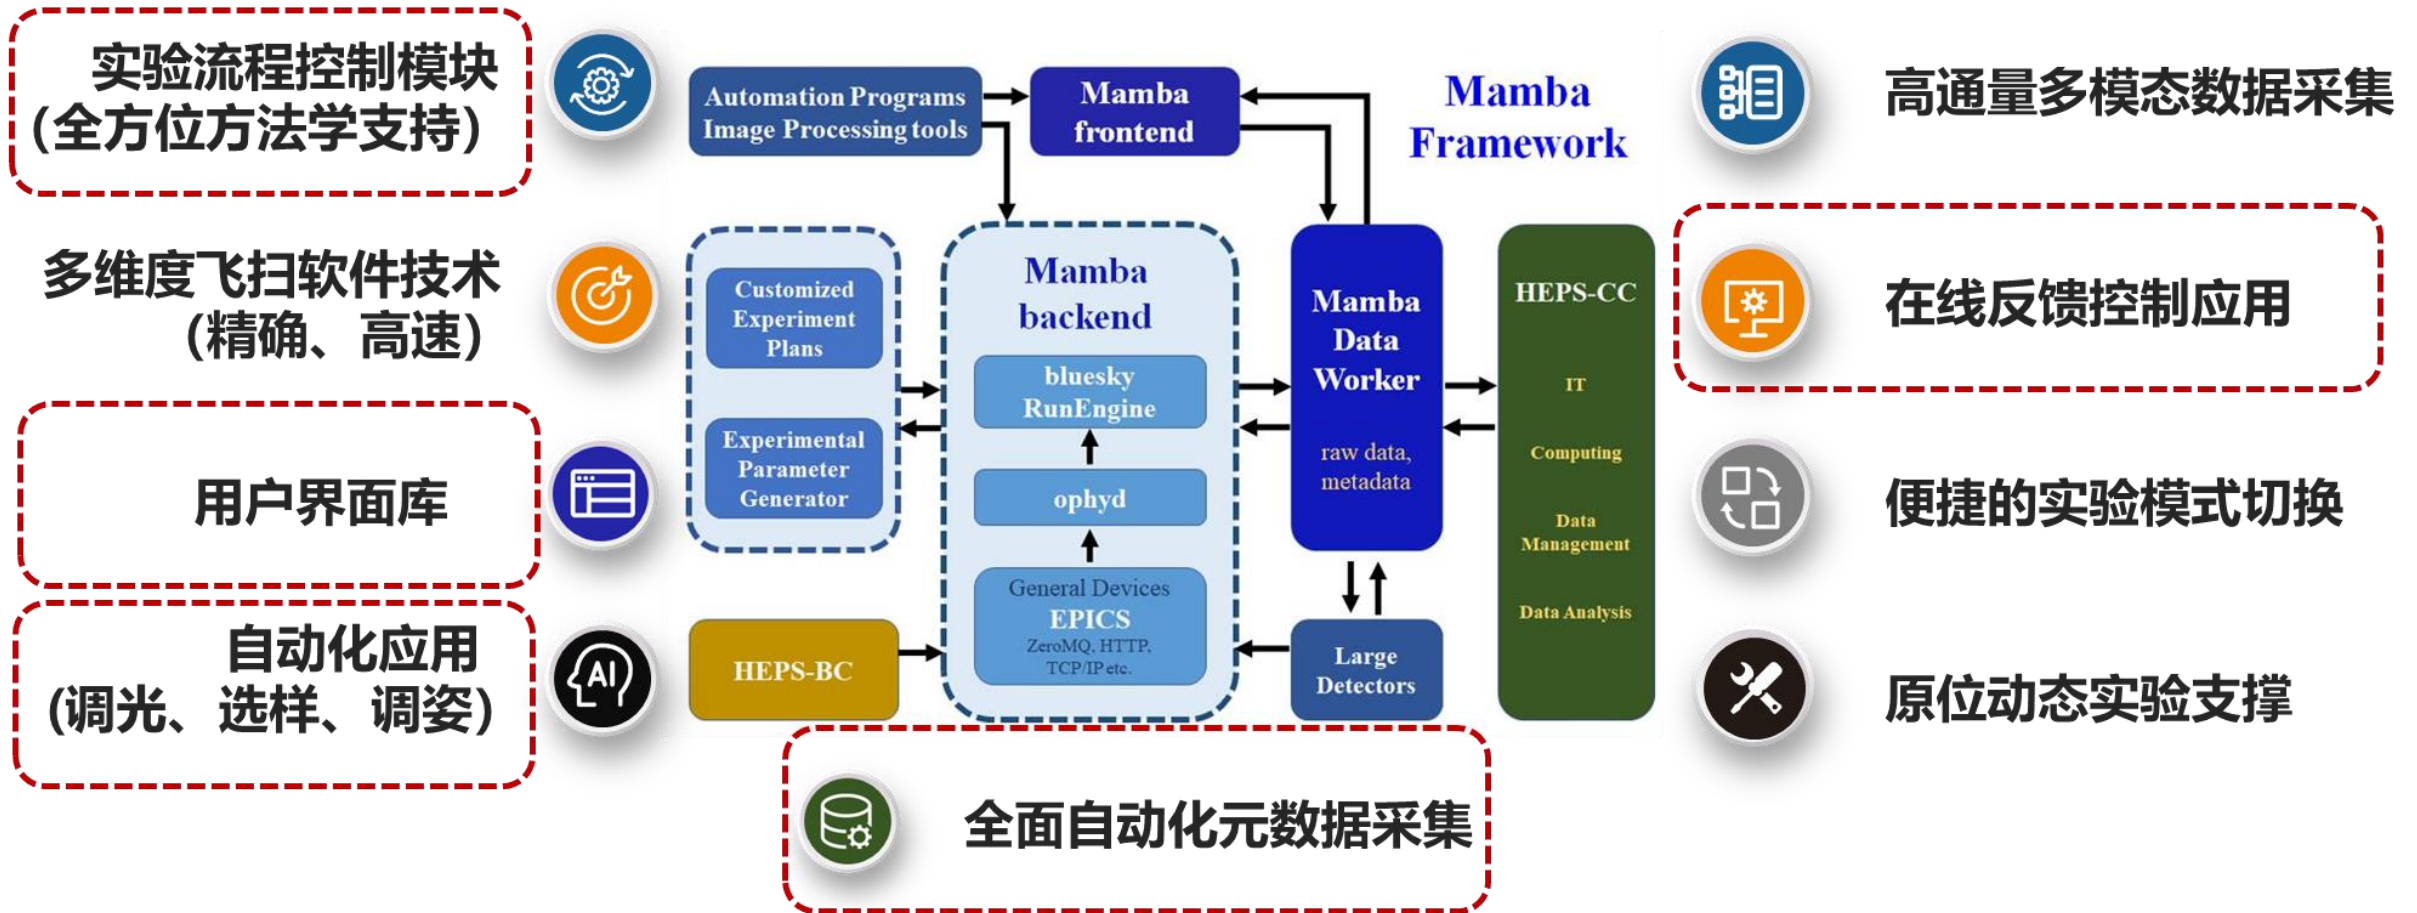 实验流程控制模块
（全方位方法学支持）
多维度飞扫软件技术
（精确、高速）
用户界面库
自动化应用
(调光、选样、调姿)
Automation Programs
Image Processing tools
Mamba
frontend
Mamba
Framework
Customized
Experiment
Plans
Experimental
Parameter
Generator
HEPS-BC
Mamba
backend
bluesky
RunEngine
ophyd
General Devices
EPICS
ZeroMQ, HTTP,
TCP/IP etc.
Mamba
Data
Worker
raw data,
metadata
Large
Detectors
HEPS-CC
IT
Computing
Data
Management
Data Analysis
高通量多模态数据采集
在线反馈控制应用
便捷的实验模式切换
原位动态实验支撑
AI
全面自动化元数据采集